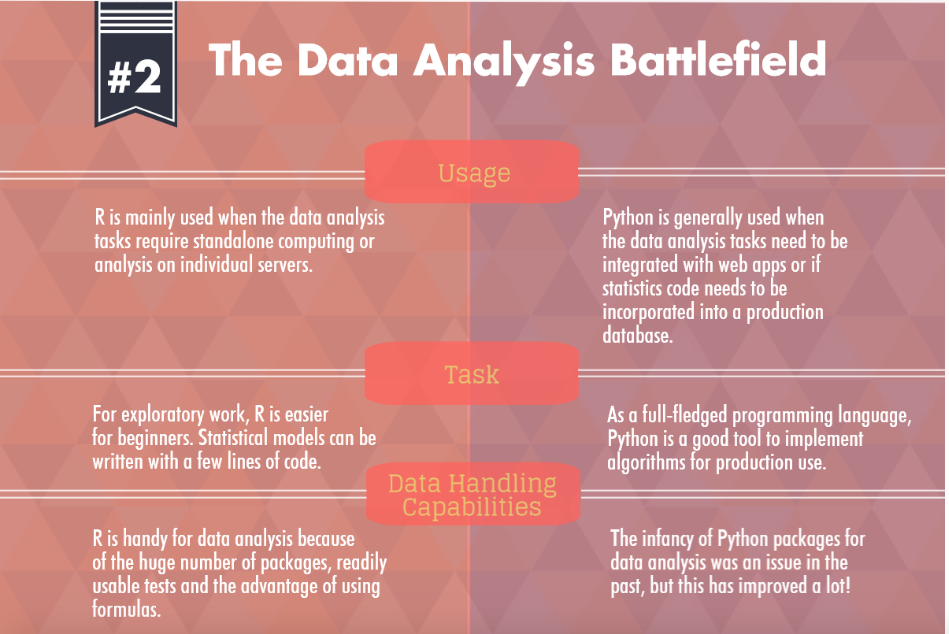 #2
The Data Analysis Battlefield
Usage
R is mainly used when the data analysis
tasks require standalone computing or
analysis on individual servers.
Python is generally used when
the data analysis tasks need to be
integrated with web apps or if
statistics code needs to be
incorporated into a production
database.
Task
For exploratory work, R is easier
for beginners. Statistical models can be
written with a few lines of code.
As a full-fledged programming language,
Python is a good tool to implement
algorithms for production use.
Data Handling
Capabilities
R is handy for data analysis because
of the huge number of packages, readily
usable tests and the advantage of using
formulas.
The infancy of Python packages for
data analysis was an issue in the
past, but this has improved a lot!